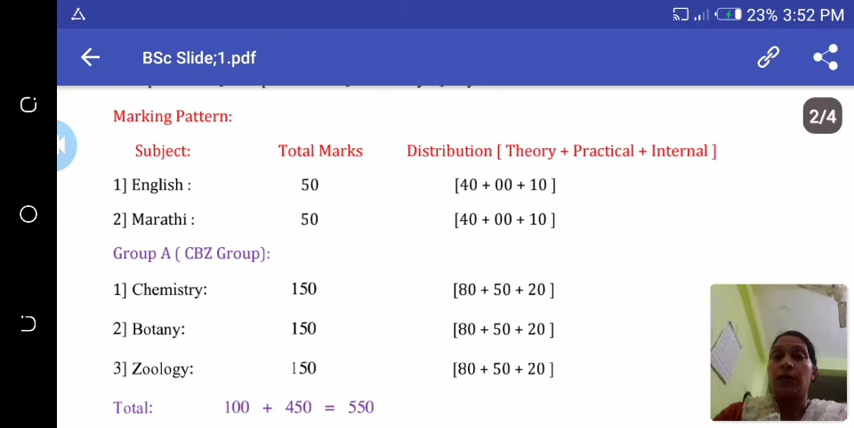 23% 3:52 PM
BSc Slide;1.pdf
2/4
Marking Pattern:
Subject: Total Marks Distribution [ Theory + Practical + Internal ]
1] English : 50 [40 + 00 + 10 ]
2] Marathi : 50 [40 + 00 + 10 ]
Group A ( CBZ Group):
1] Chemistry: 150 [80 + 50 + 20 ]
2] Botany: 150 [80 + 50 + 20 ]
3] Zoology: 150 [80 + 50 + 20 ]
Total: 100 + 450 = 550